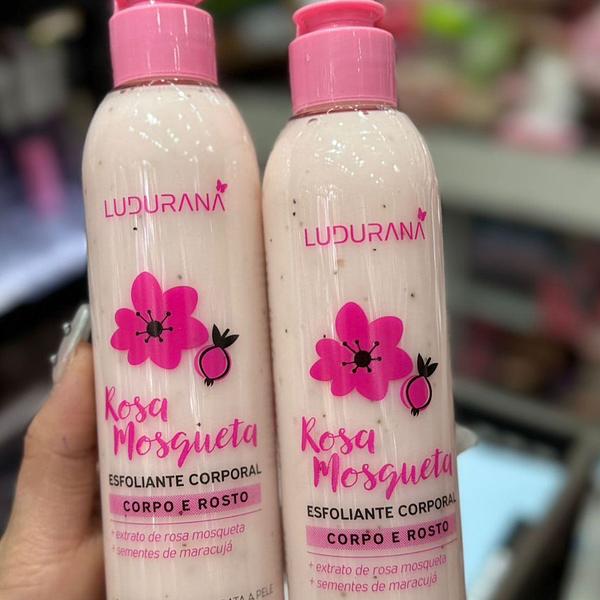 LUDURANA
Rosa
Mosqueta
ESFOLIANTE CORPORAL
CORPO E ROSTO
+ extrato de rosa mosqueta
+ sementes de maracujá
A PELE
LUDURANA
Rosa
Mosqueta
ESFOLIANTE CORPORAL
CORPO E ROSTO
+ extrato de rosa mosqueta
+ sementes de maracujá